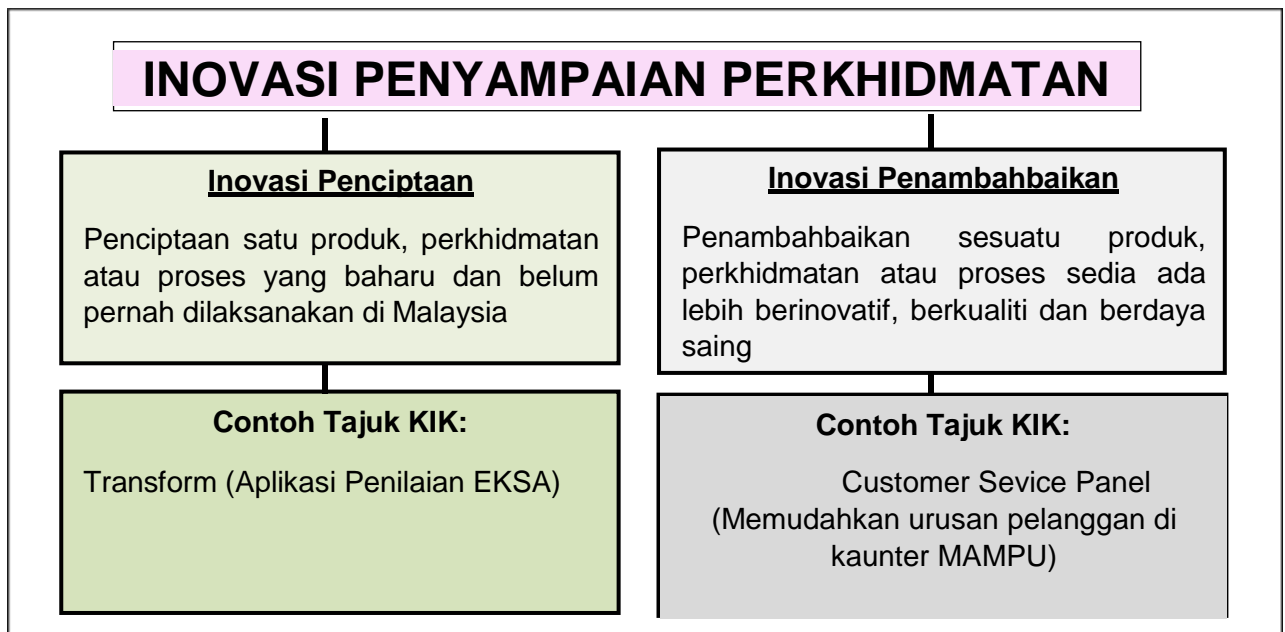 INOVASI PENYAMPAIAN PERKHIDMATAN
Inovasi Penciptaan
Penciptaan satu produk, perkhidmatan
atau proses yang baharu dan belum
pernah dilaksanakan di Malaysia
Contoh Tajuk KIK:
Transform (Aplikasi Penilaian EKSA)
Inovasi Penambahbaikan
Penambahbaikan sesuatu produk,
perkhidmatan atau proses sedia ada
lebih berinovatif, berkualiti dan berdaya
saing
Contoh Tajuk KIK:
Customer Sevice Panel
(Memudahkan urusan pelanggan di
kaunter MAMPU)